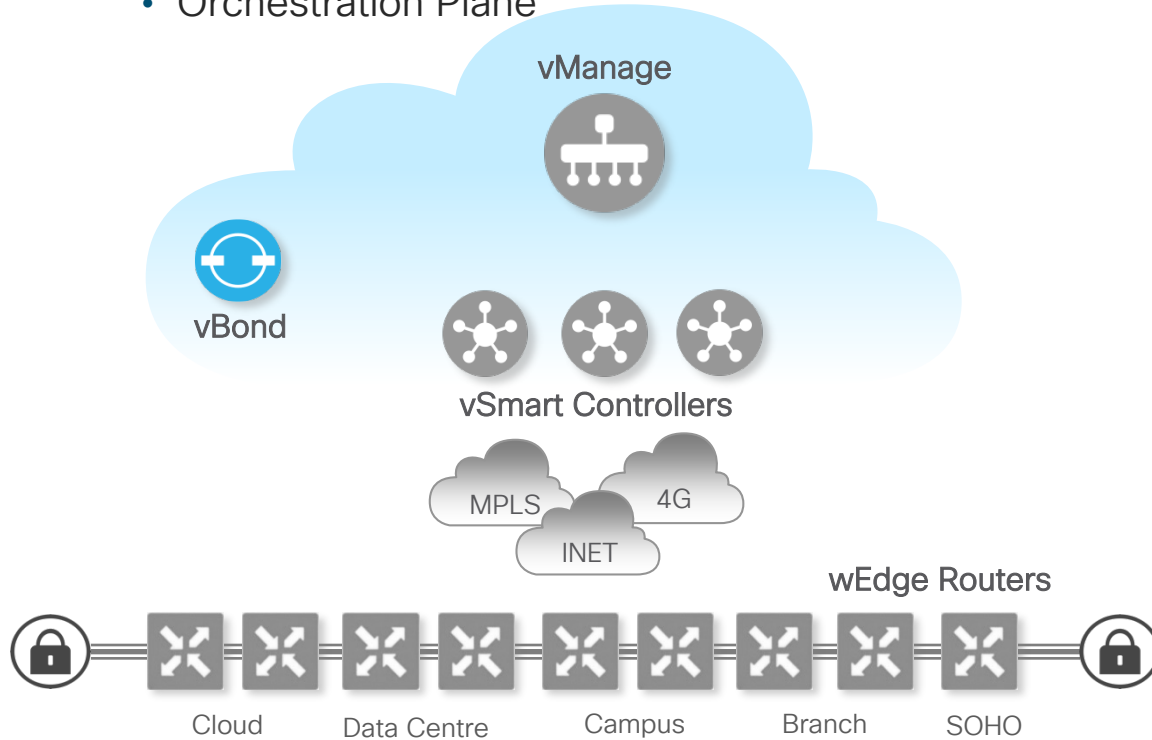 • Orchestration Plane
vManage
vBond
vSmart Controllers
MPLS
4G
INET
wEdge Routers
Cloud
Data Centre
Campus
Branch
SOHO